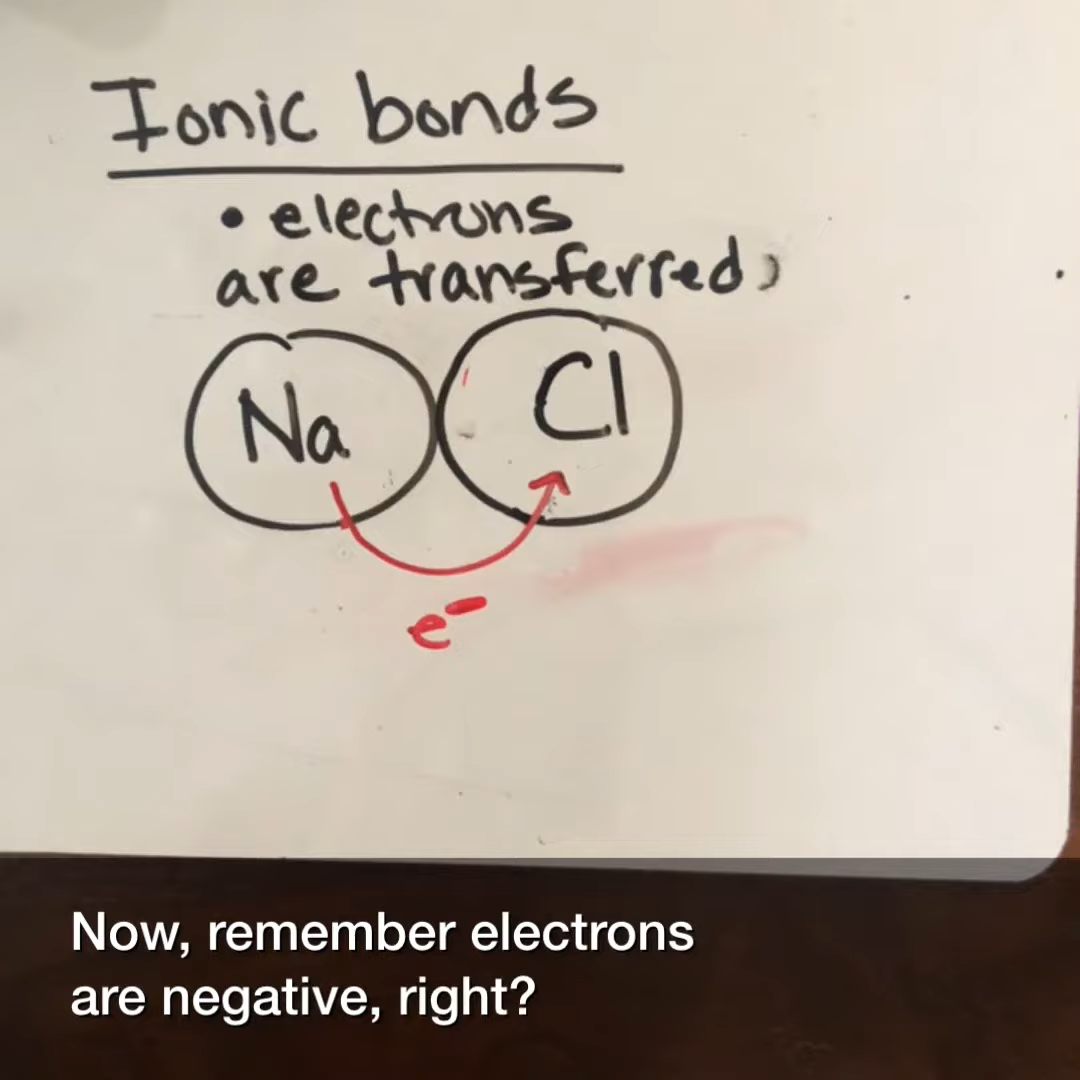 Ionic bonds
• electrons
are transferred
Na
Cl
e⁻
Now, remember electrons
are negative, right?